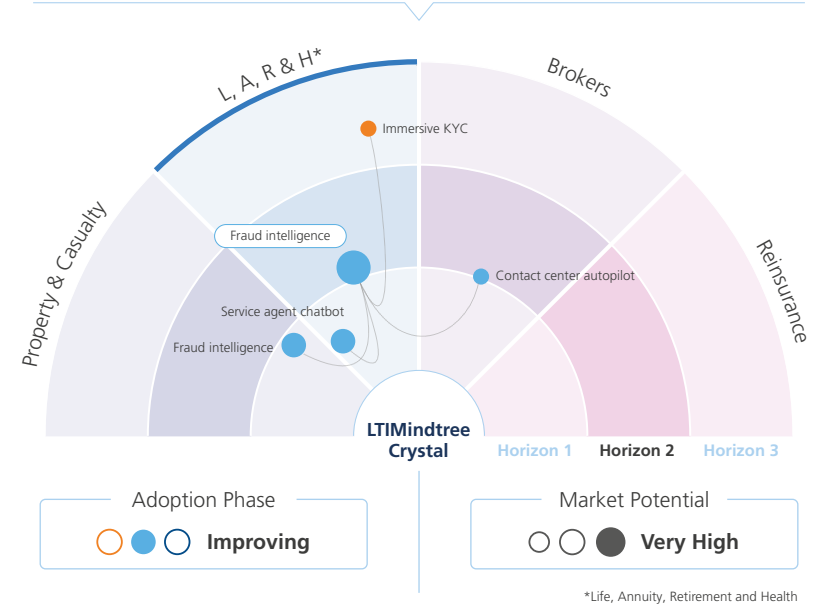 L, A, R & H*
Brokers
Immersive KYC
Property & Casualty
Fraud intelligence
Reinsurance
Contact center autopilot
Service agent chatbot
Fraud intelligence
LTIMindtree
Crystal
Horizon 1
Horizon 2
Horizon 3
Adoption Phase
Improving
Market Potential
Very High
*Life, Annuity, Retirement and Health